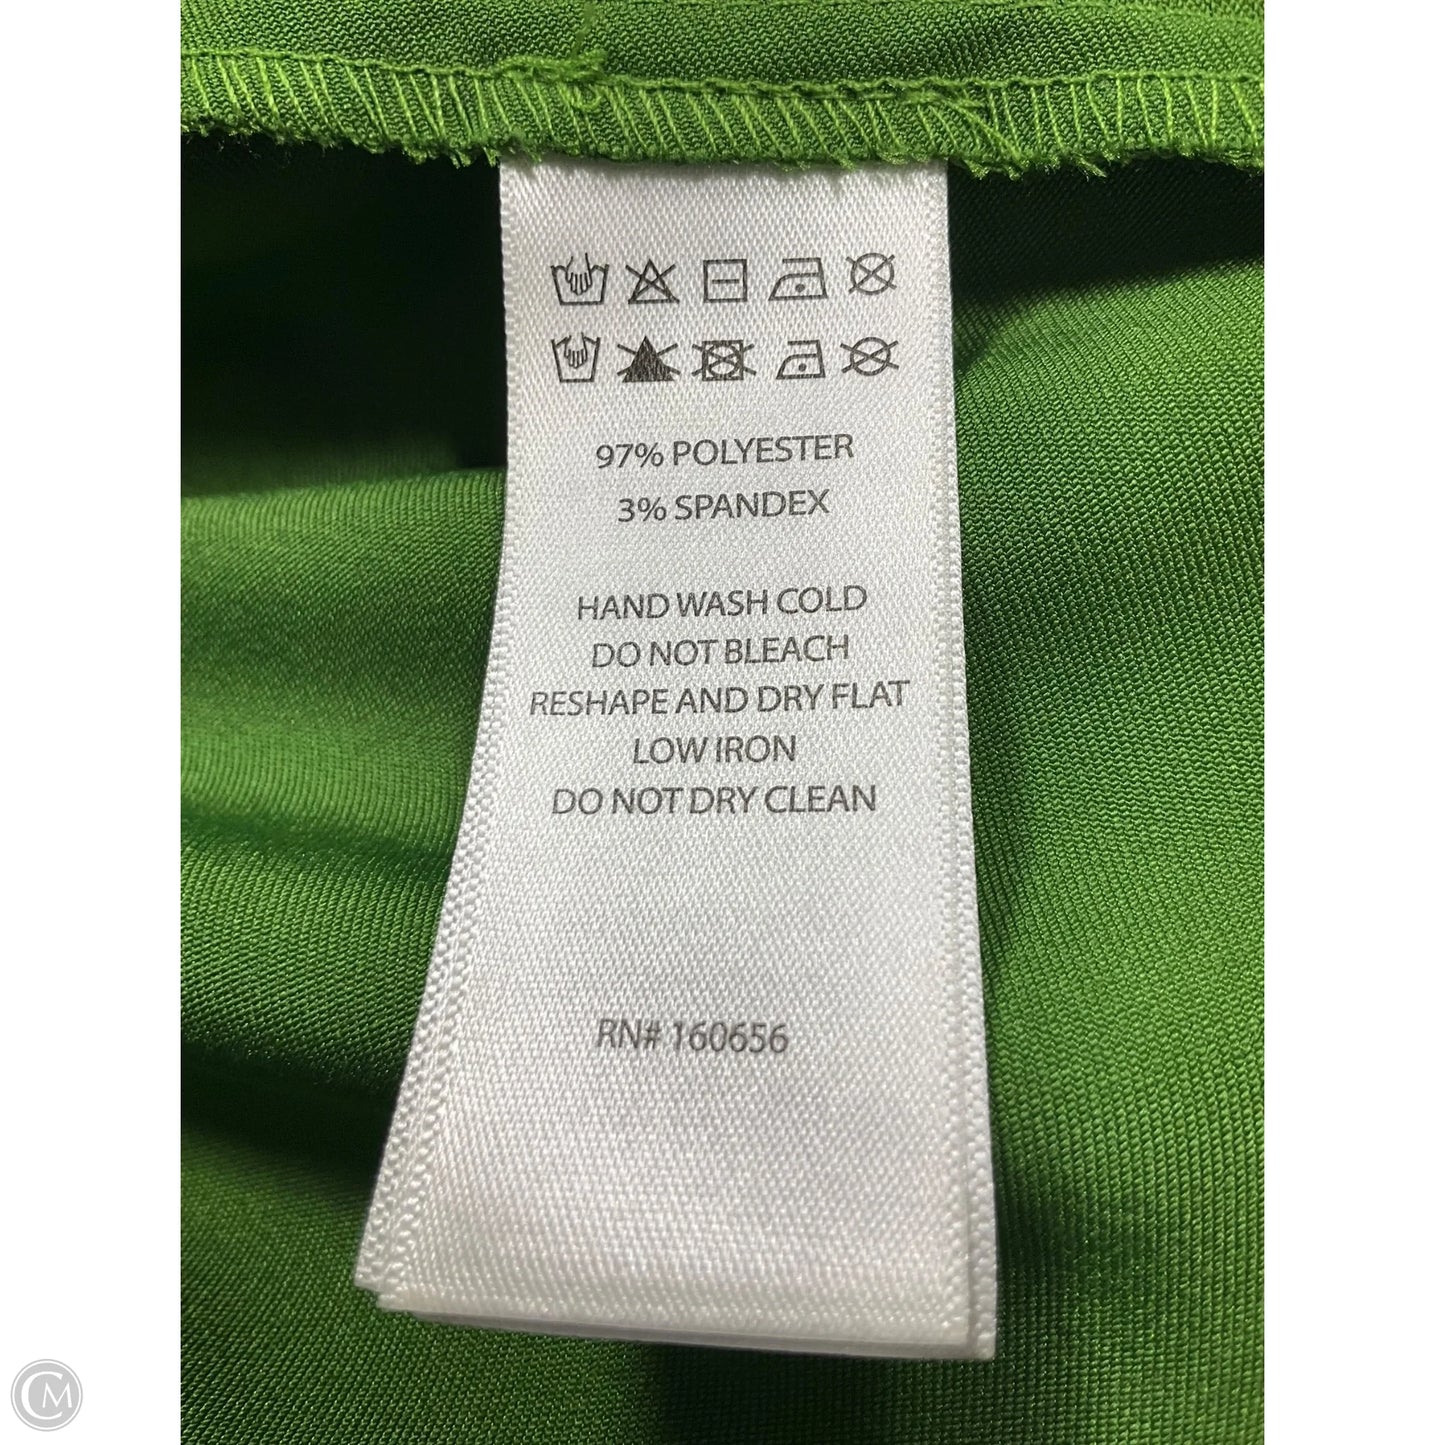 97% POLYESTER
3% SPANDEX
HAND WASH COLD
DO NOT BLEACH
RESHAPE AND DRY FLAT
LOW IRON
DO NOT DRY CLEAN
RN# 160656
CM